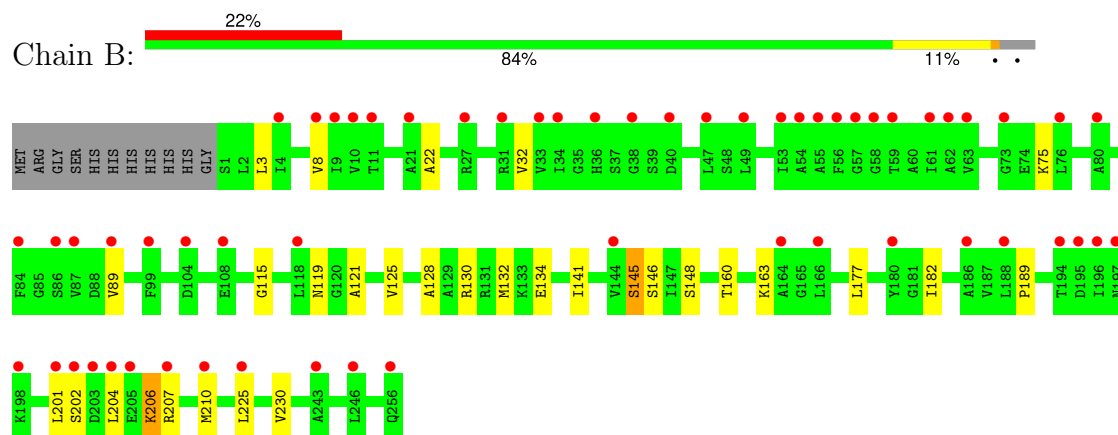 22%
Chain B:
84% 11% • •
MET ARG GLY SER HIS HIS HIS HIS HIS HIS GLY S1 L2 L3 I4 V8 I9 V10 T11 A21 A22 R27 R31 V32 V33 I34 G35 H36 S37 G38 S39 D40 L47 S48 L49 I53 A54 A55 F56 G57 G58 T59 A60 I61 A62 V63 G73 E74 K75 L76 A80
F84 G85 S86 V87 D88 V89 F99 D104 E108 G115 L118 N119 G120 A121 V125 A128 A129 R130 R131 M132 K133 E134 I141 V144 S145 S146 I147 S148 T160 K163 A164 G165 L166 L177 Y180 G181 I182 A186 V187 L188 P189 T194 D195 I196 N197
K198 L201 S202 D203 L204 E205 K206 R207 M210 L225 V230 A243 L246 Q256